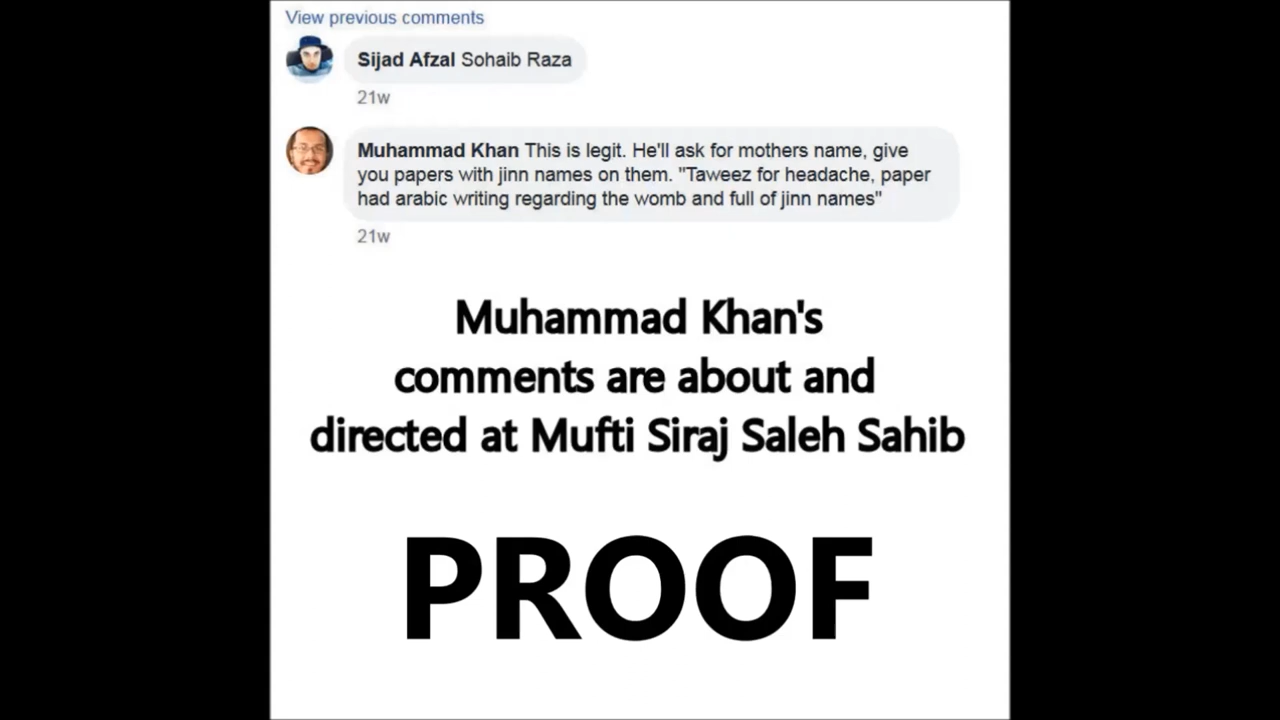 View previous comments
Sijad Afzal Sohaib Raza
21w
Muhammad Khan This is legit. He'll ask for mothers name, give
you papers with jinn names on them. "Taweez for headache, paper
had arabic writing regarding the womb and full of jinn names"
21w
Muhammad Khan's
comments are about and
directed at Mufti Siraj Saleh Sahib
PROOF